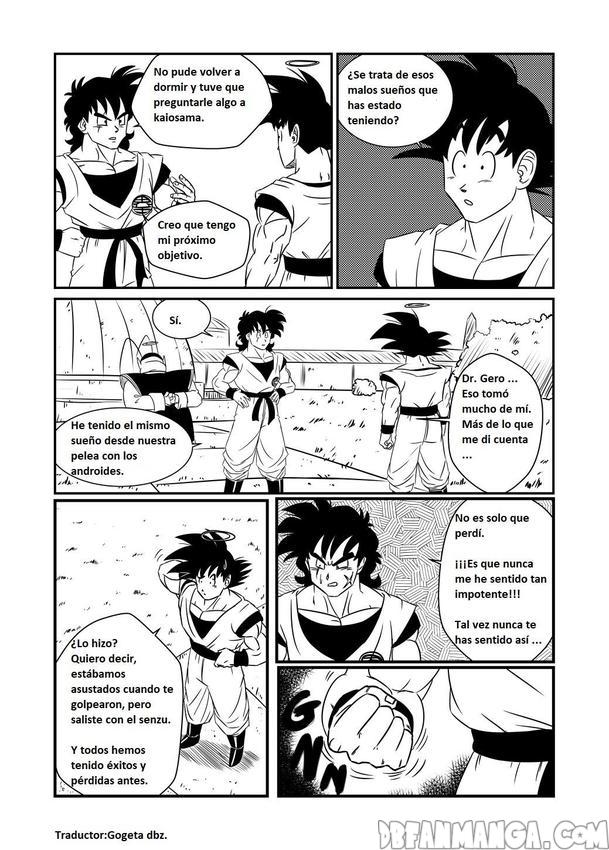 No pude volver a
dormir y tuve que
preguntarle algo a
kaiosama.
Creo que tengo
mi próximo
objetivo.
¿Se trata de esos
malos sueños que
has estado
teniendo?
Sí.
He tenido el mismo
sueño desde nuestra
pelea con los
androides.
Dr. Gero ...
Eso tomó
mucho de mí.
Más de lo que
me di cuenta
...
¿Lo hizo?
Quiero decir,
estábamos
asustados cuando te
golpearon, pero
saliste con el senzu.
Y todos hemos
tenido éxitos y
pérdidas antes.
No es solo que
perdí.
¡¡¡Es que nunca
me he sentido tan
impotente!!!
Tal vez nunca te
has sentido así ...
GNNN
Traductor:Gogeta dbz.
DBFANMANGA.COM